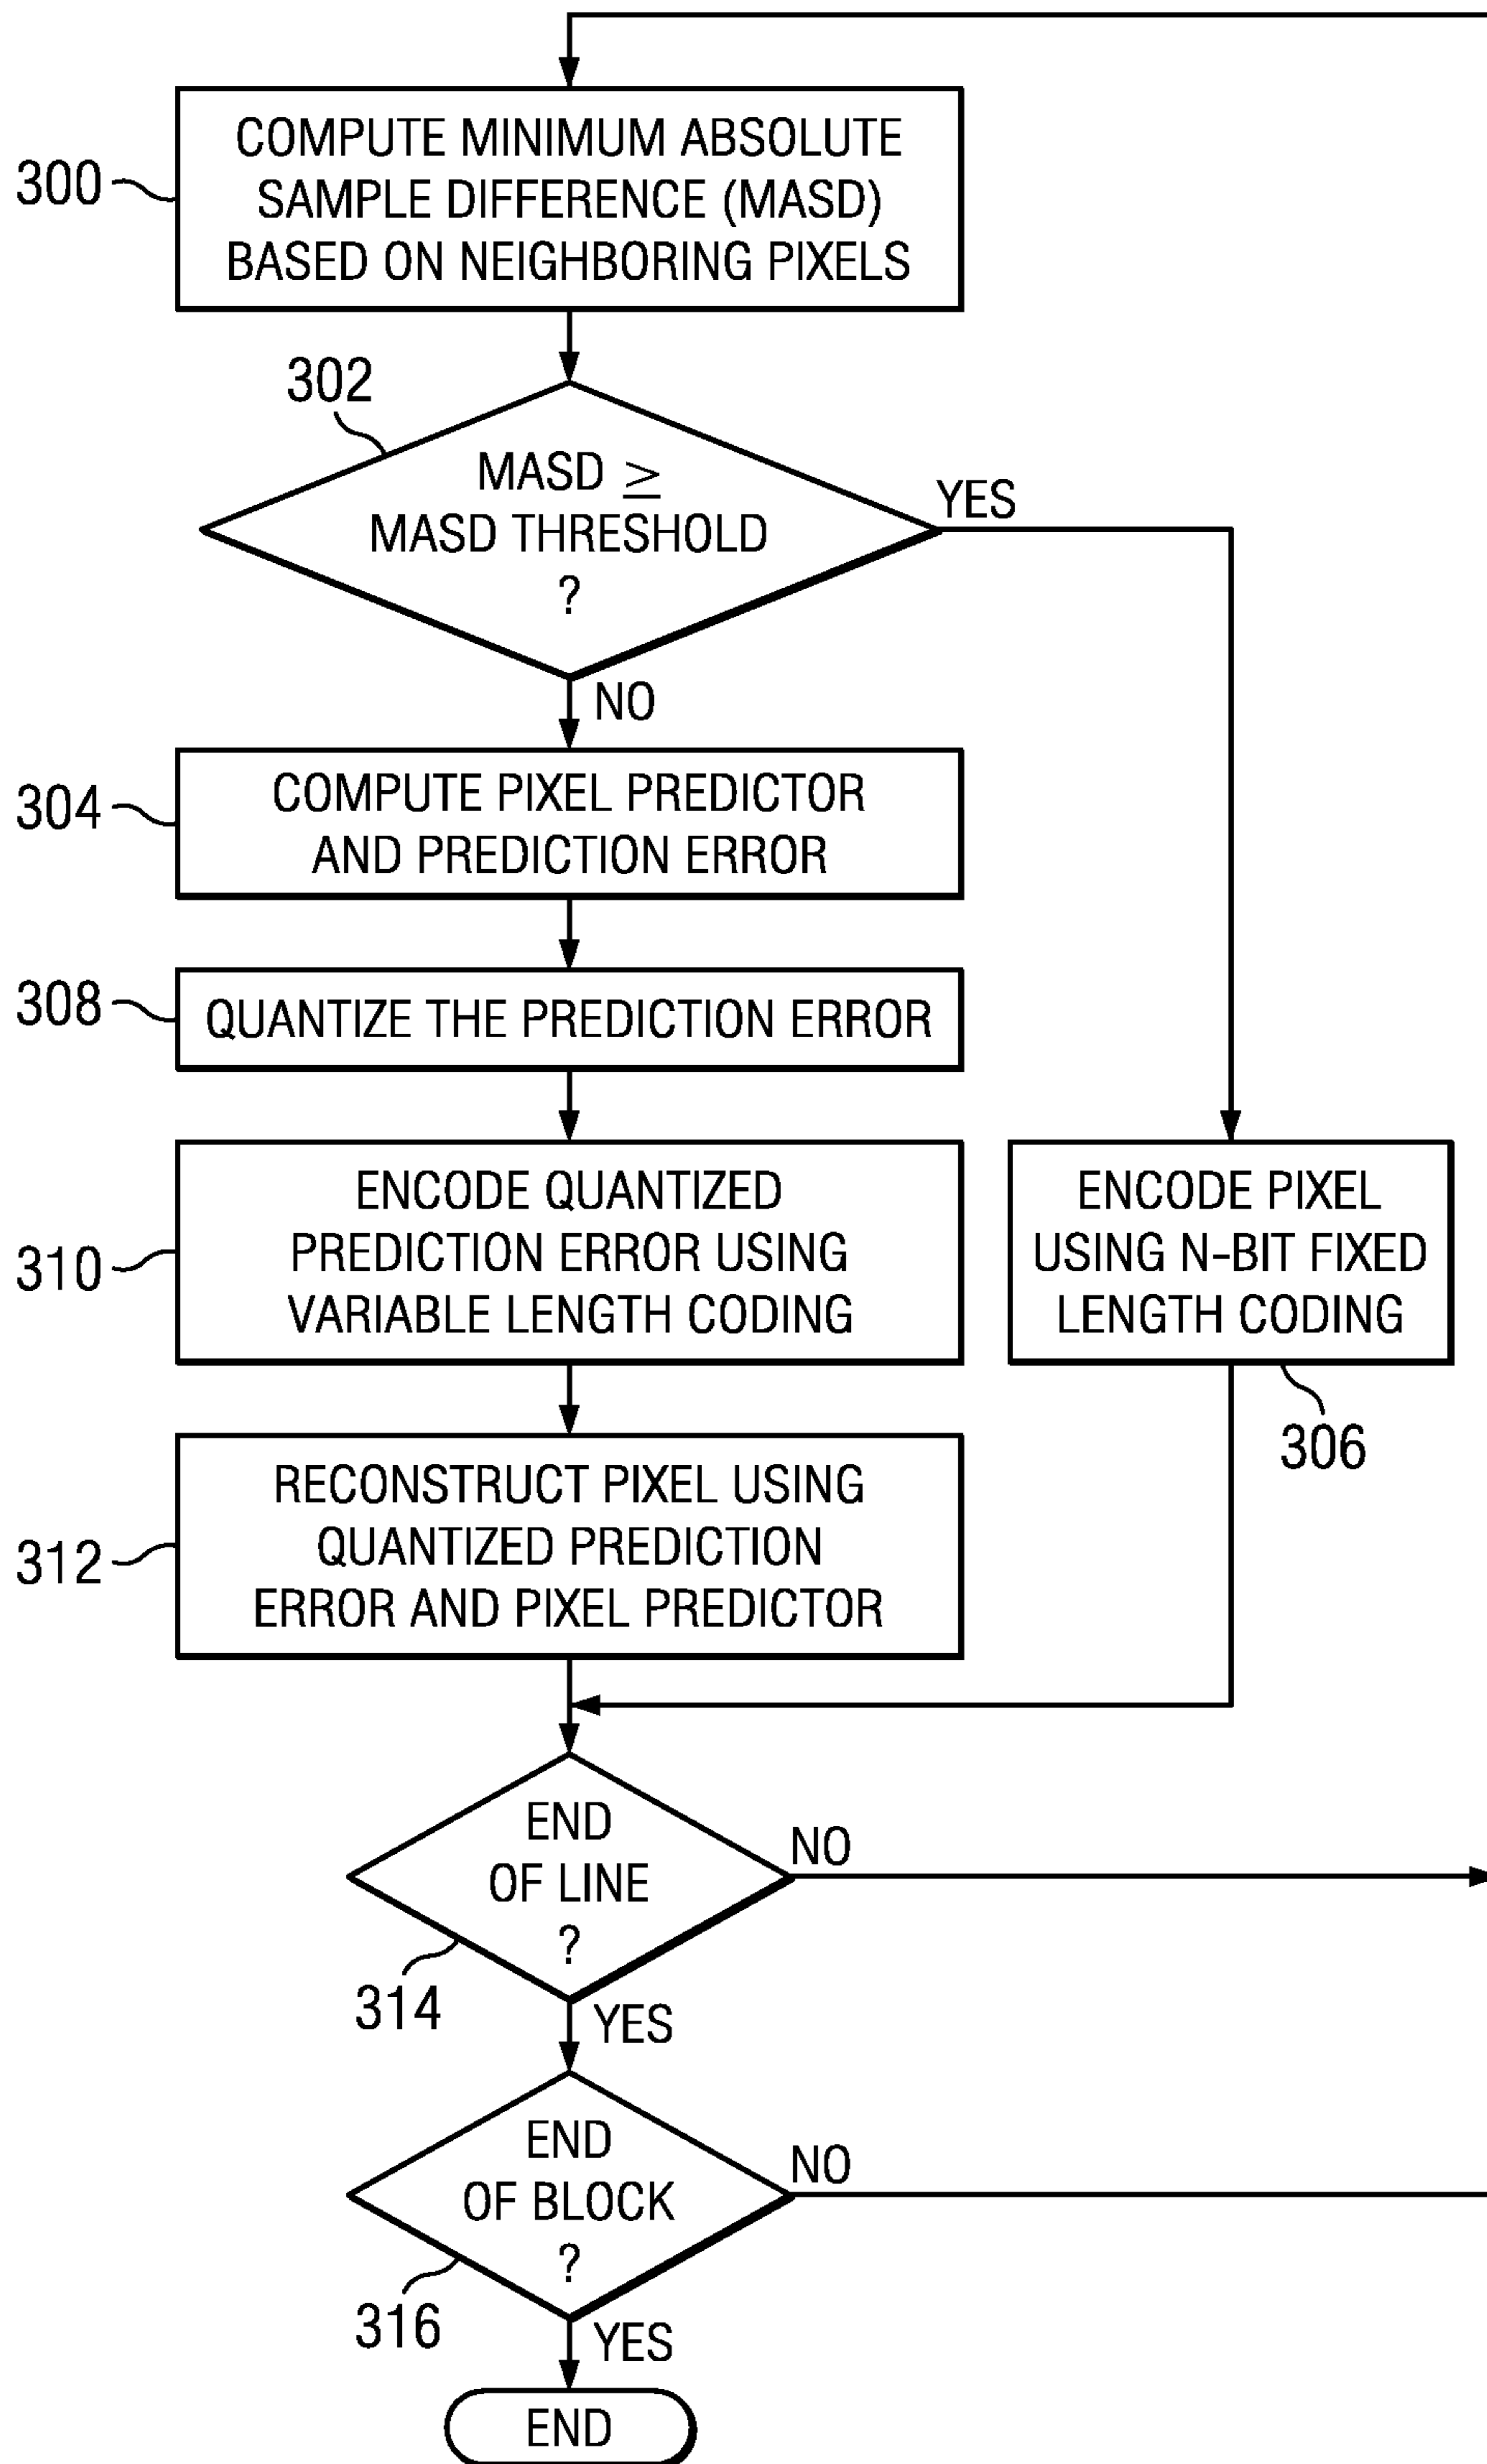 300
COMPUTE MINIMUM ABSOLUTE
SAMPLE DIFFERENCE (MASD)
BASED ON NEIGHBORING PIXELS
302
MASD ≥
MASD THRESHOLD
?
YES
NO
304
COMPUTE PIXEL PREDICTOR
AND PREDICTION ERROR
308
QUANTIZE THE PREDICTION ERROR
310
ENCODE QUANTIZED
PREDICTION ERROR USING
VARIABLE LENGTH CODING
ENCODE PIXEL
USING N-BIT FIXED
LENGTH CODING
306
312
RECONSTRUCT PIXEL USING
QUANTIZED PREDICTION
ERROR AND PIXEL PREDICTOR
END
OF LINE
?
NO
314
YES
END
OF BLOCK
?
NO
316
YES
END